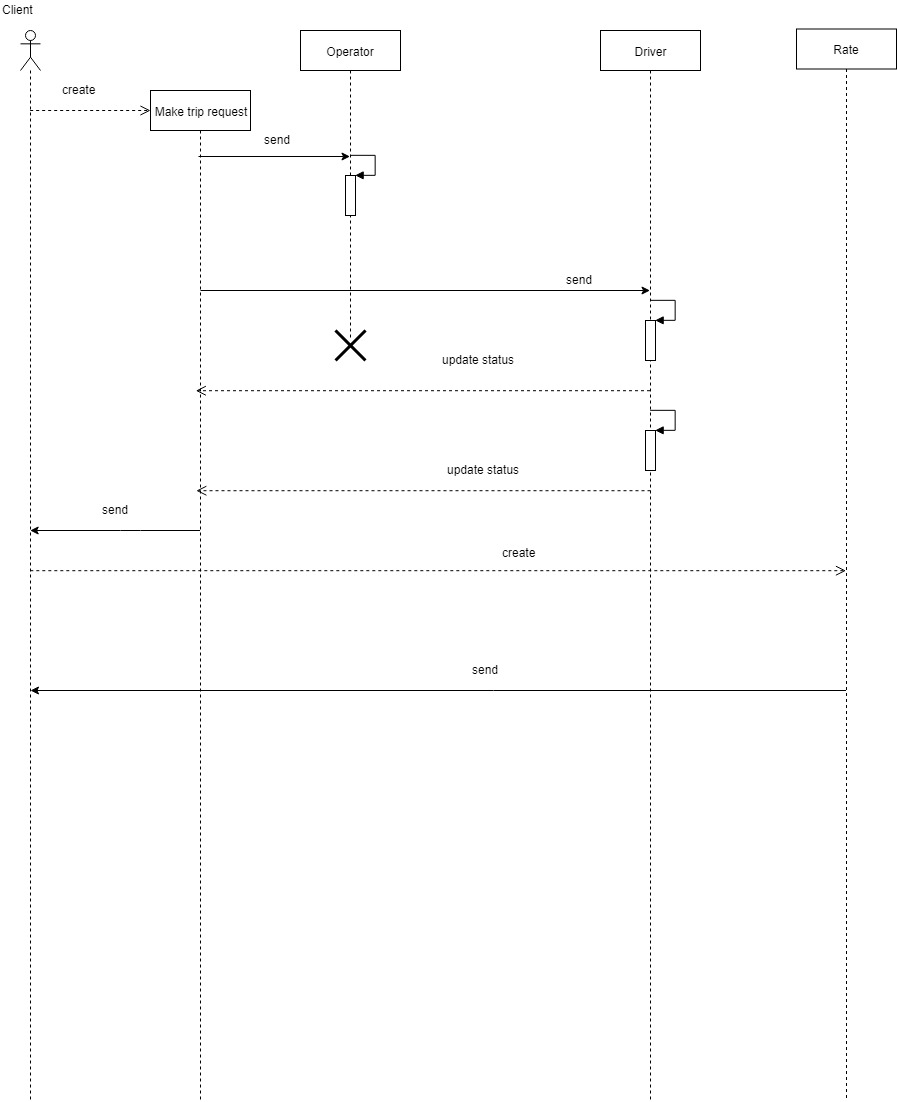 Client
Operator
Driver
Rate
create
Make trip request
send
send
update status
update status
send
create
send